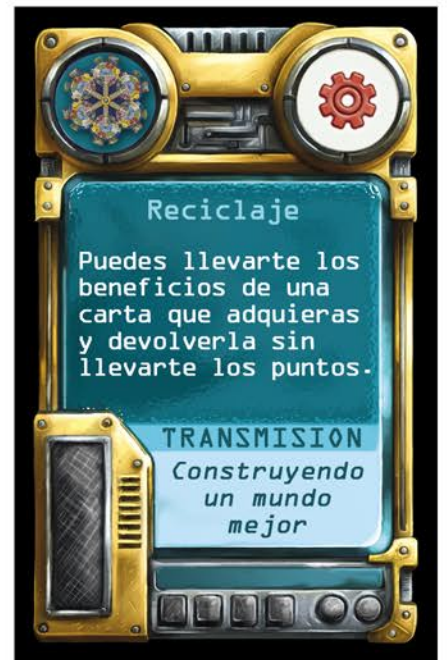 Reciclaje
Puedes llevarte los
beneficios de una
carta que adquieras
y devolverla sin
llevarte los puntos.
TRANSMISION
Construyendo
un mundo
mejor